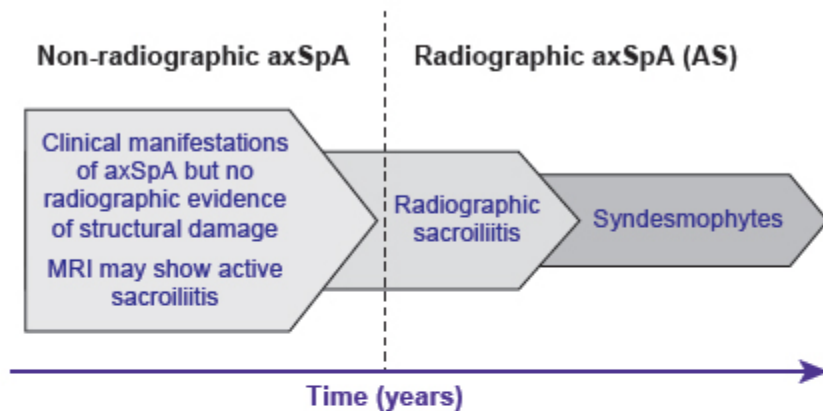 Non-radiographic axSpA
Radiographic axSpA (AS)
Clinical manifestations
of axSpA but no
radiographic evidence
of structural damage
MRI may show active
sacroiliitis
Radiographic
sacroiliitis
Syndesmophytes
Time (years)